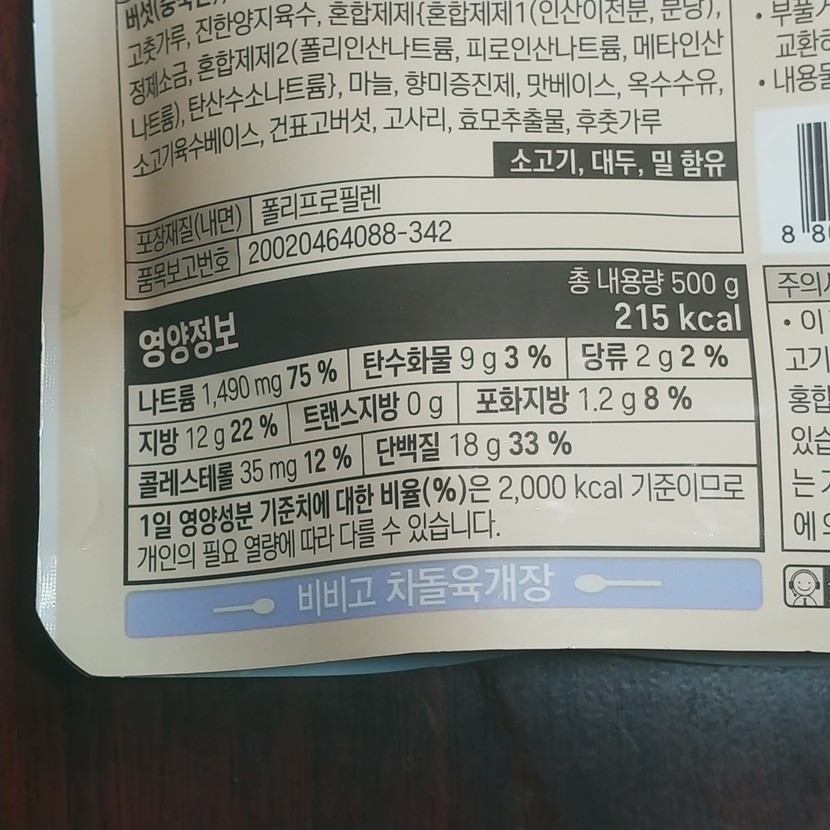 버섯(중국산),
고춧가루, 진한양지육수, 혼합제제{혼합제제1(인산이전분, 분당),
정제소금, 혼합제제2(폴리인산나트륨, 피로인산나트륨, 메타인산
나트륨), 탄산수소나트륨}, 마늘, 향미증진제, 맛베이스, 옥수수유,
소고기육수베이스, 건표고버섯, 고사리, 효모추출물, 후춧가루
소고기, 대두, 밀 함유
포장재질(내면) 폴리프로필렌
품목보고번호 20020464088-342
영양정보
총 내용량 500 g
215 kcal
나트륨 1,490 mg 75 % 탄수화물 9 g 3 % 당류 2 g 2 %
지방 12 g 22 % 트랜스지방 0 g 포화지방 1.2 g 8 %
콜레스테롤 35 mg 12 % 단백질 18 g 33 %
1일 영양성분 기준치에 대한 비율(%)은 2,000 kcal 기준이므로
개인의 필요 열량에 따라 다를 수 있습니다.
비비고 차돌육개장
• 부풀
교환
• 내용물
8 8
주의
• 이
고기
홍합
있습
는
에